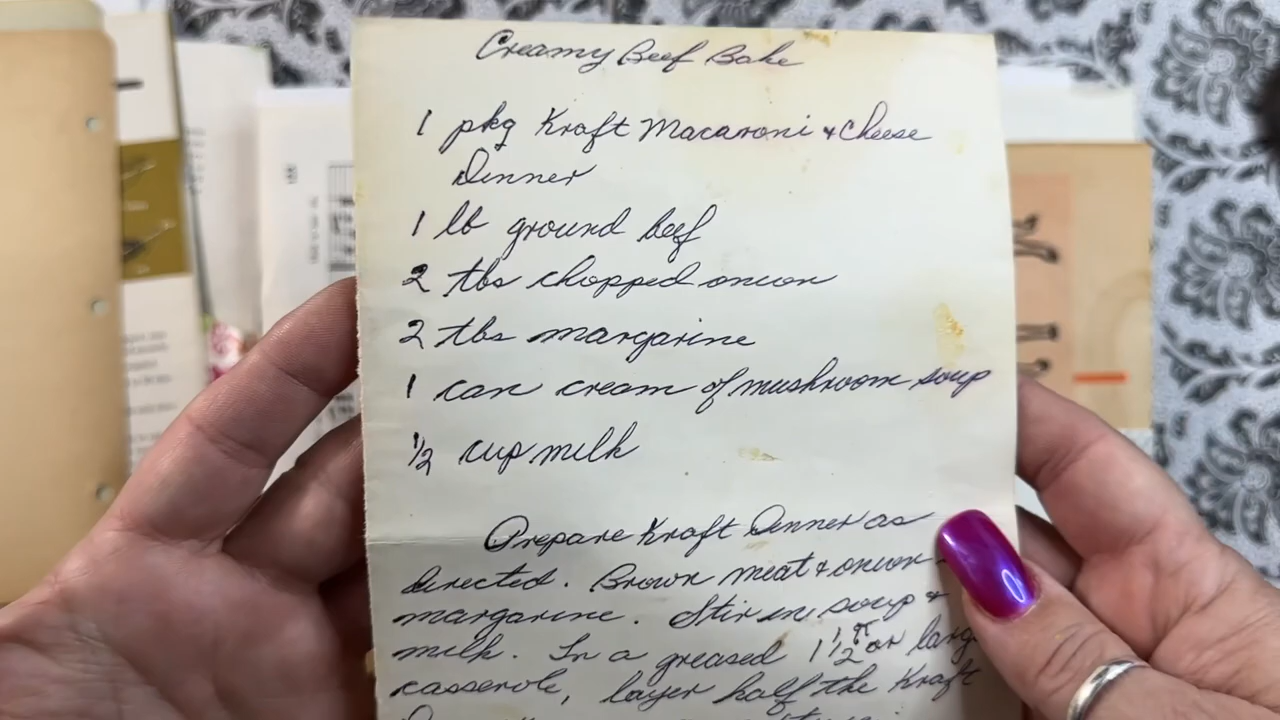 Creamy Beef Bake
1 pkg Kraft Macaroni & Cheese
Dinner
1 lb ground beef
2 tbs chopped onion
2 tbs margarine
1 can cream of mushroom soup
1/2 cup milk
Prepare Kraft Dinner as
directed. Brown meat & onion
margarine. Stir in soup &
milk. In a greased 1 1/2 qt or
casserole, layer half the Kraft